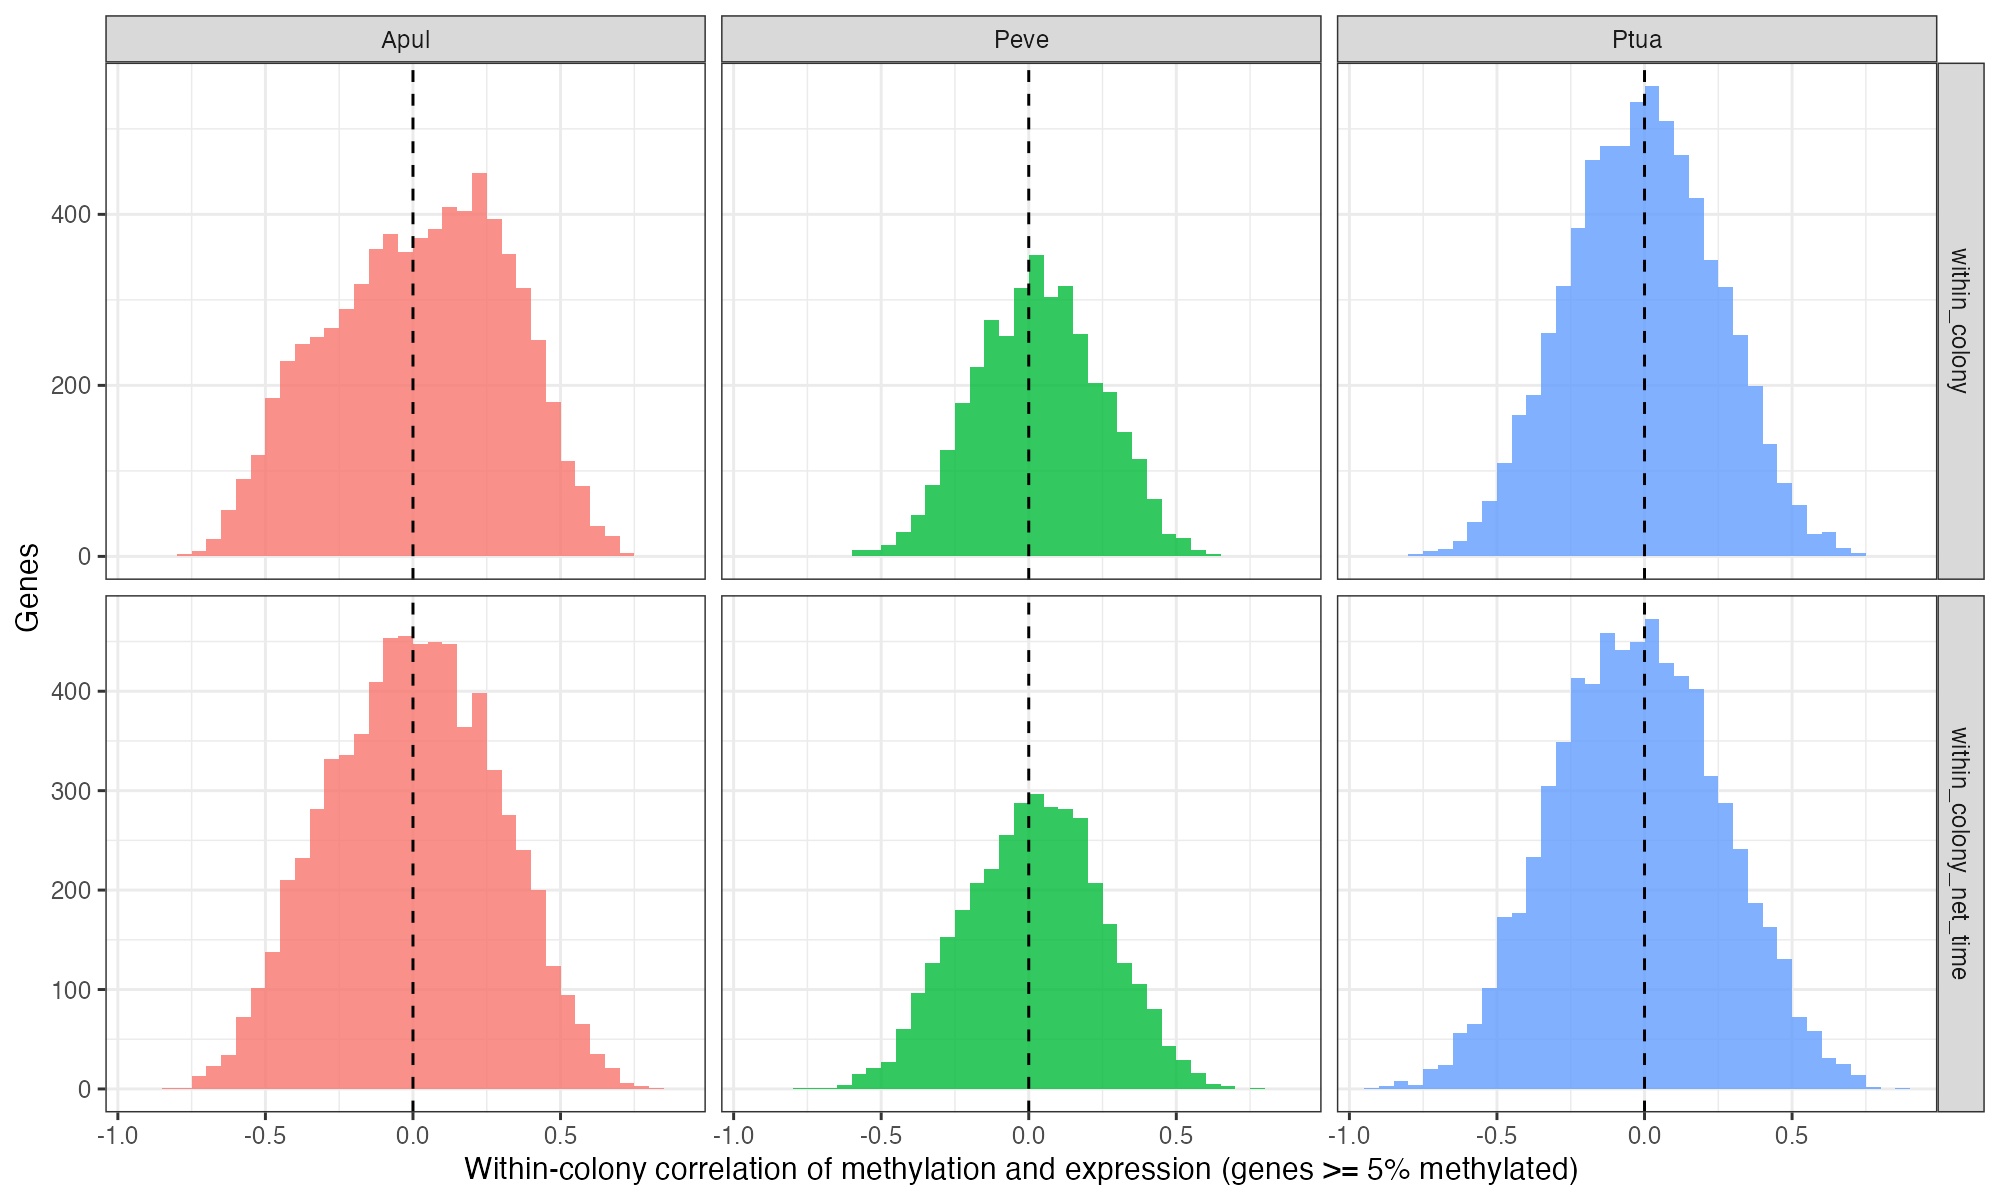 Apul
Peve
Ptua
400
200
0
within_colony
Genes
400
300
200
100
0
within_colony_net_time
-1.0 -0.5 0.0 0.5
-1.0 -0.5 0.0 0.5
-1.0 -0.5 0.0 0.5
Within-colony correlation of methylation and expression (genes >= 5% methylated)